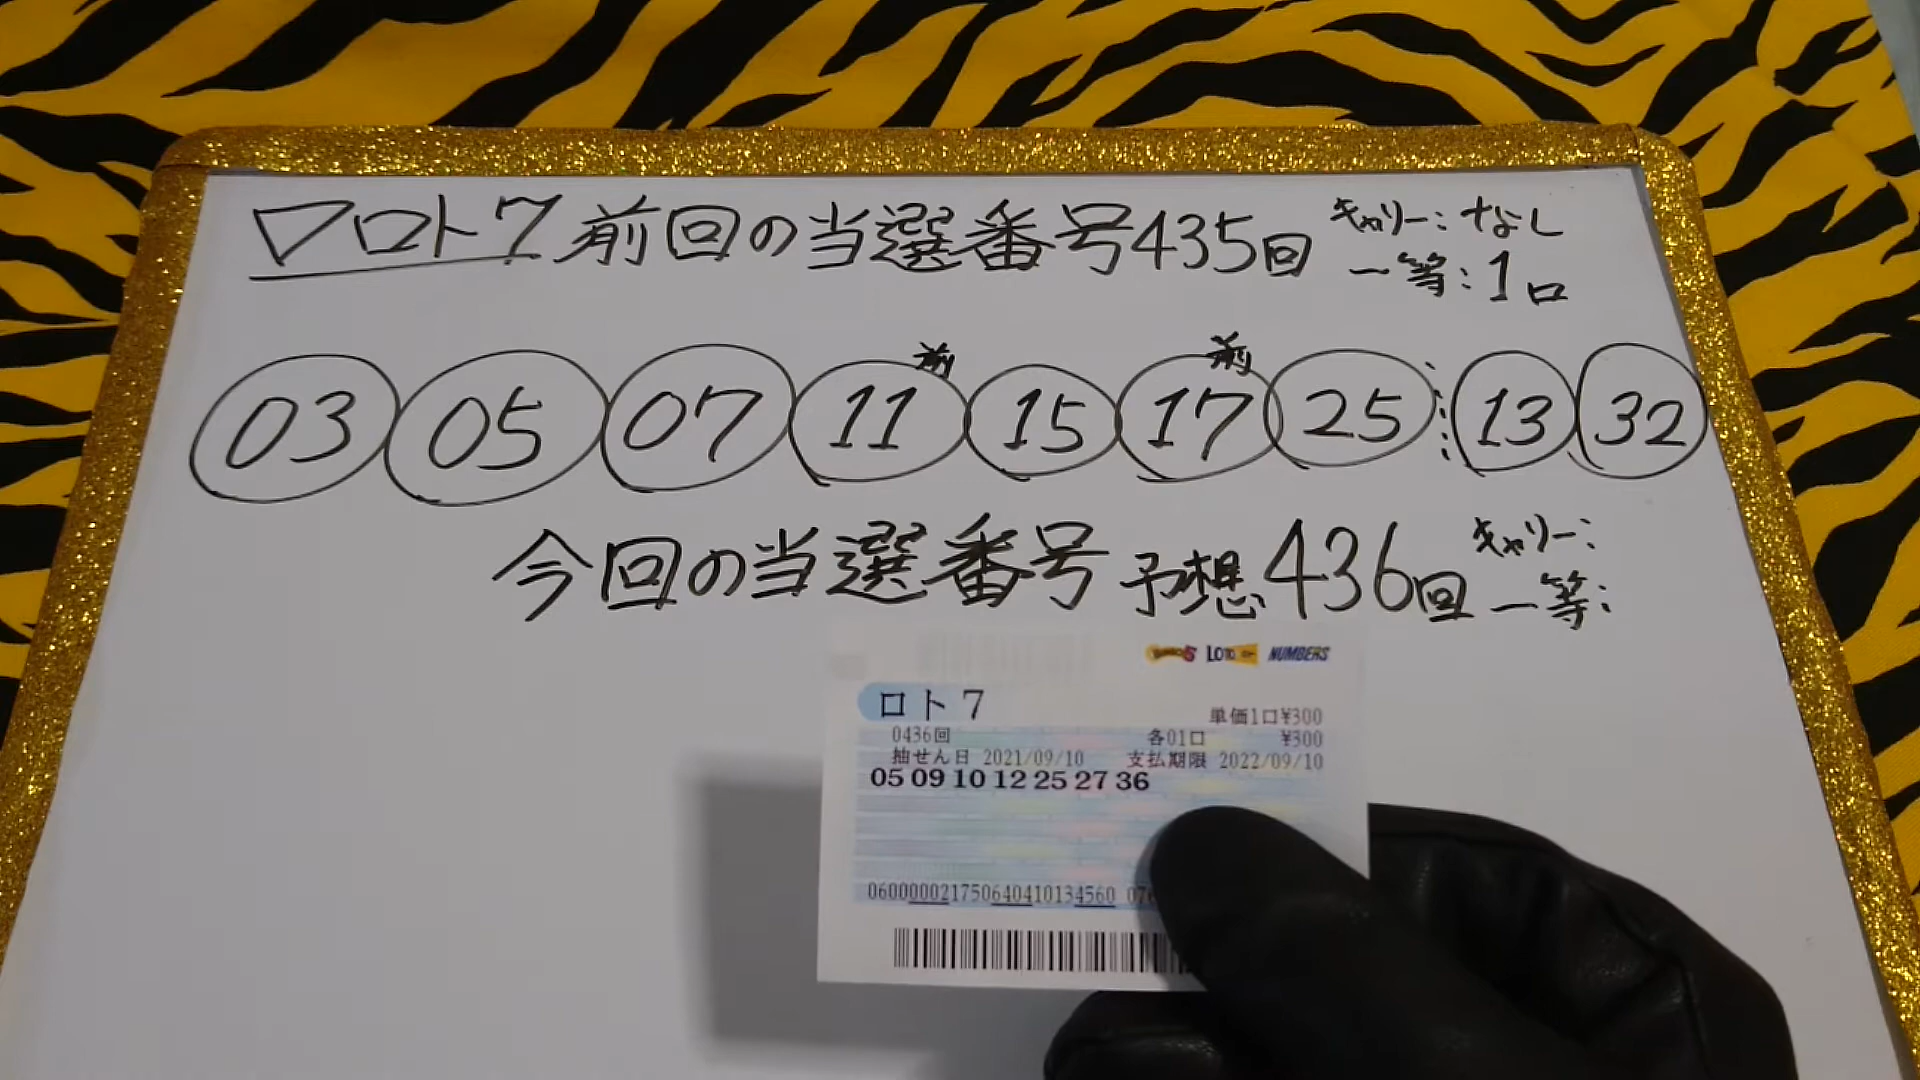 ロト7 前回の当選番号435回
キャリー：なし
一等：1口
前 前
03 05 07 11 15 17 25 13 32
今回の当選番号予想436回
キャリー：
一等：
LOTO NUMBERS
ロト7
単価1口¥300
0436回 各01口 ¥300
抽せん日 2021/09/10 支払期限 2022/09/10
05 09 10 12 25 27 36
060000021750640410134560